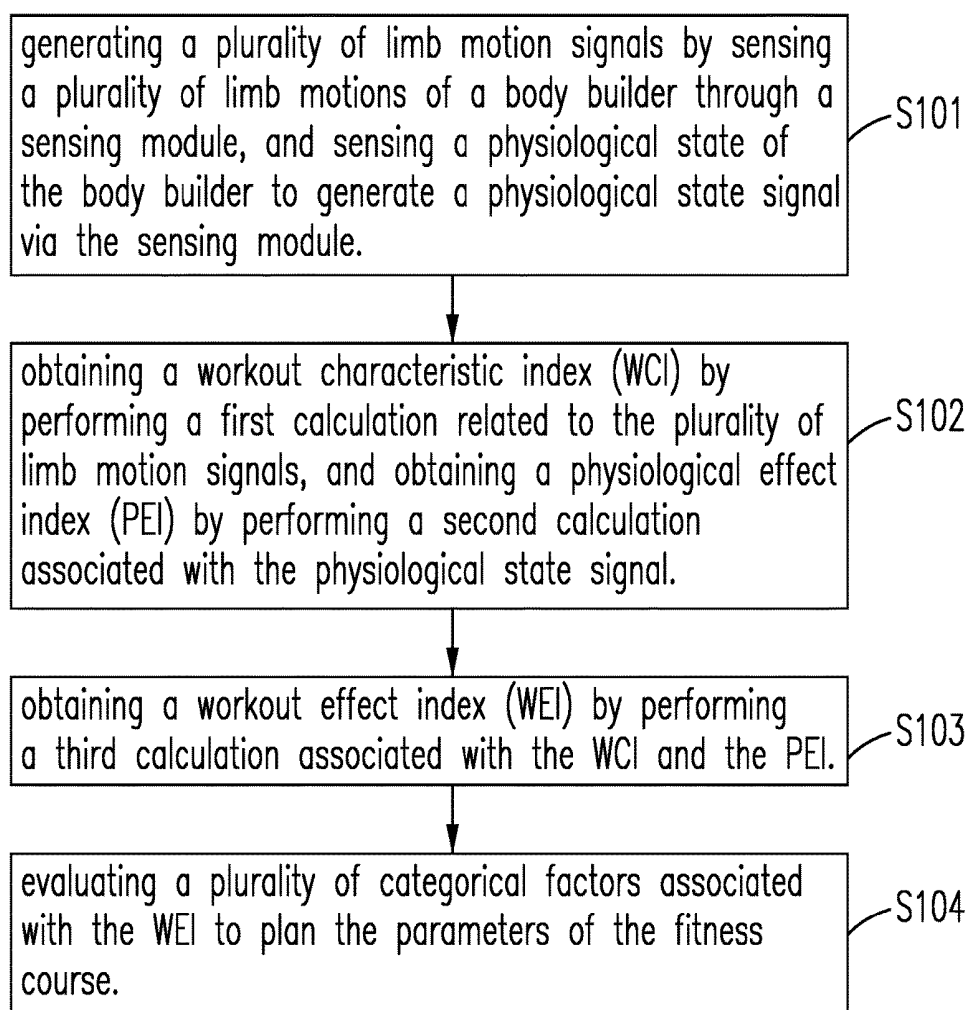 generating a plurality of limb motion signals by sensing
a plurality of limb motions of a body builder through a
sensing module, and sensing a physiological state of
the body builder to generate a physiological state signal
via the sensing module.
S101
obtaining a workout characteristic index (WCI) by
performing a first calculation related to the plurality of
limb motion signals, and obtaining a physiological effect
index (PEI) by performing a second calculation
associated with the physiological state signal.
S102
obtaining a workout effect index (WEI) by performing
a third calculation associated with the WCI and the PEI.
S103
evaluating a plurality of categorical factors associated
with the WEI to plan the parameters of the fitness
course.
S104